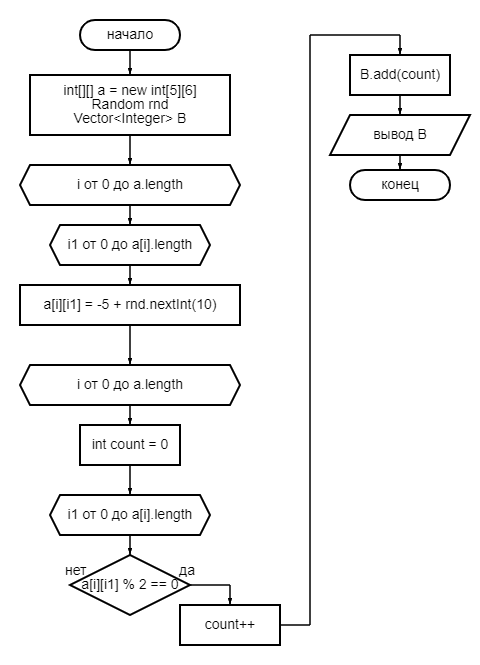 начало
int[][] a = new int[5][6]
Random rnd
Vector<Integer> B
i от 0 до a.length
i1 от 0 до a[i].length
a[i][i1] = -5 + rnd.nextInt(10)
i от 0 до a.length
int count = 0
i1 от 0 до a[i].length
нет
да
a[i][i1] % 2 == 0
count++
B.add(count)
вывод B
конец